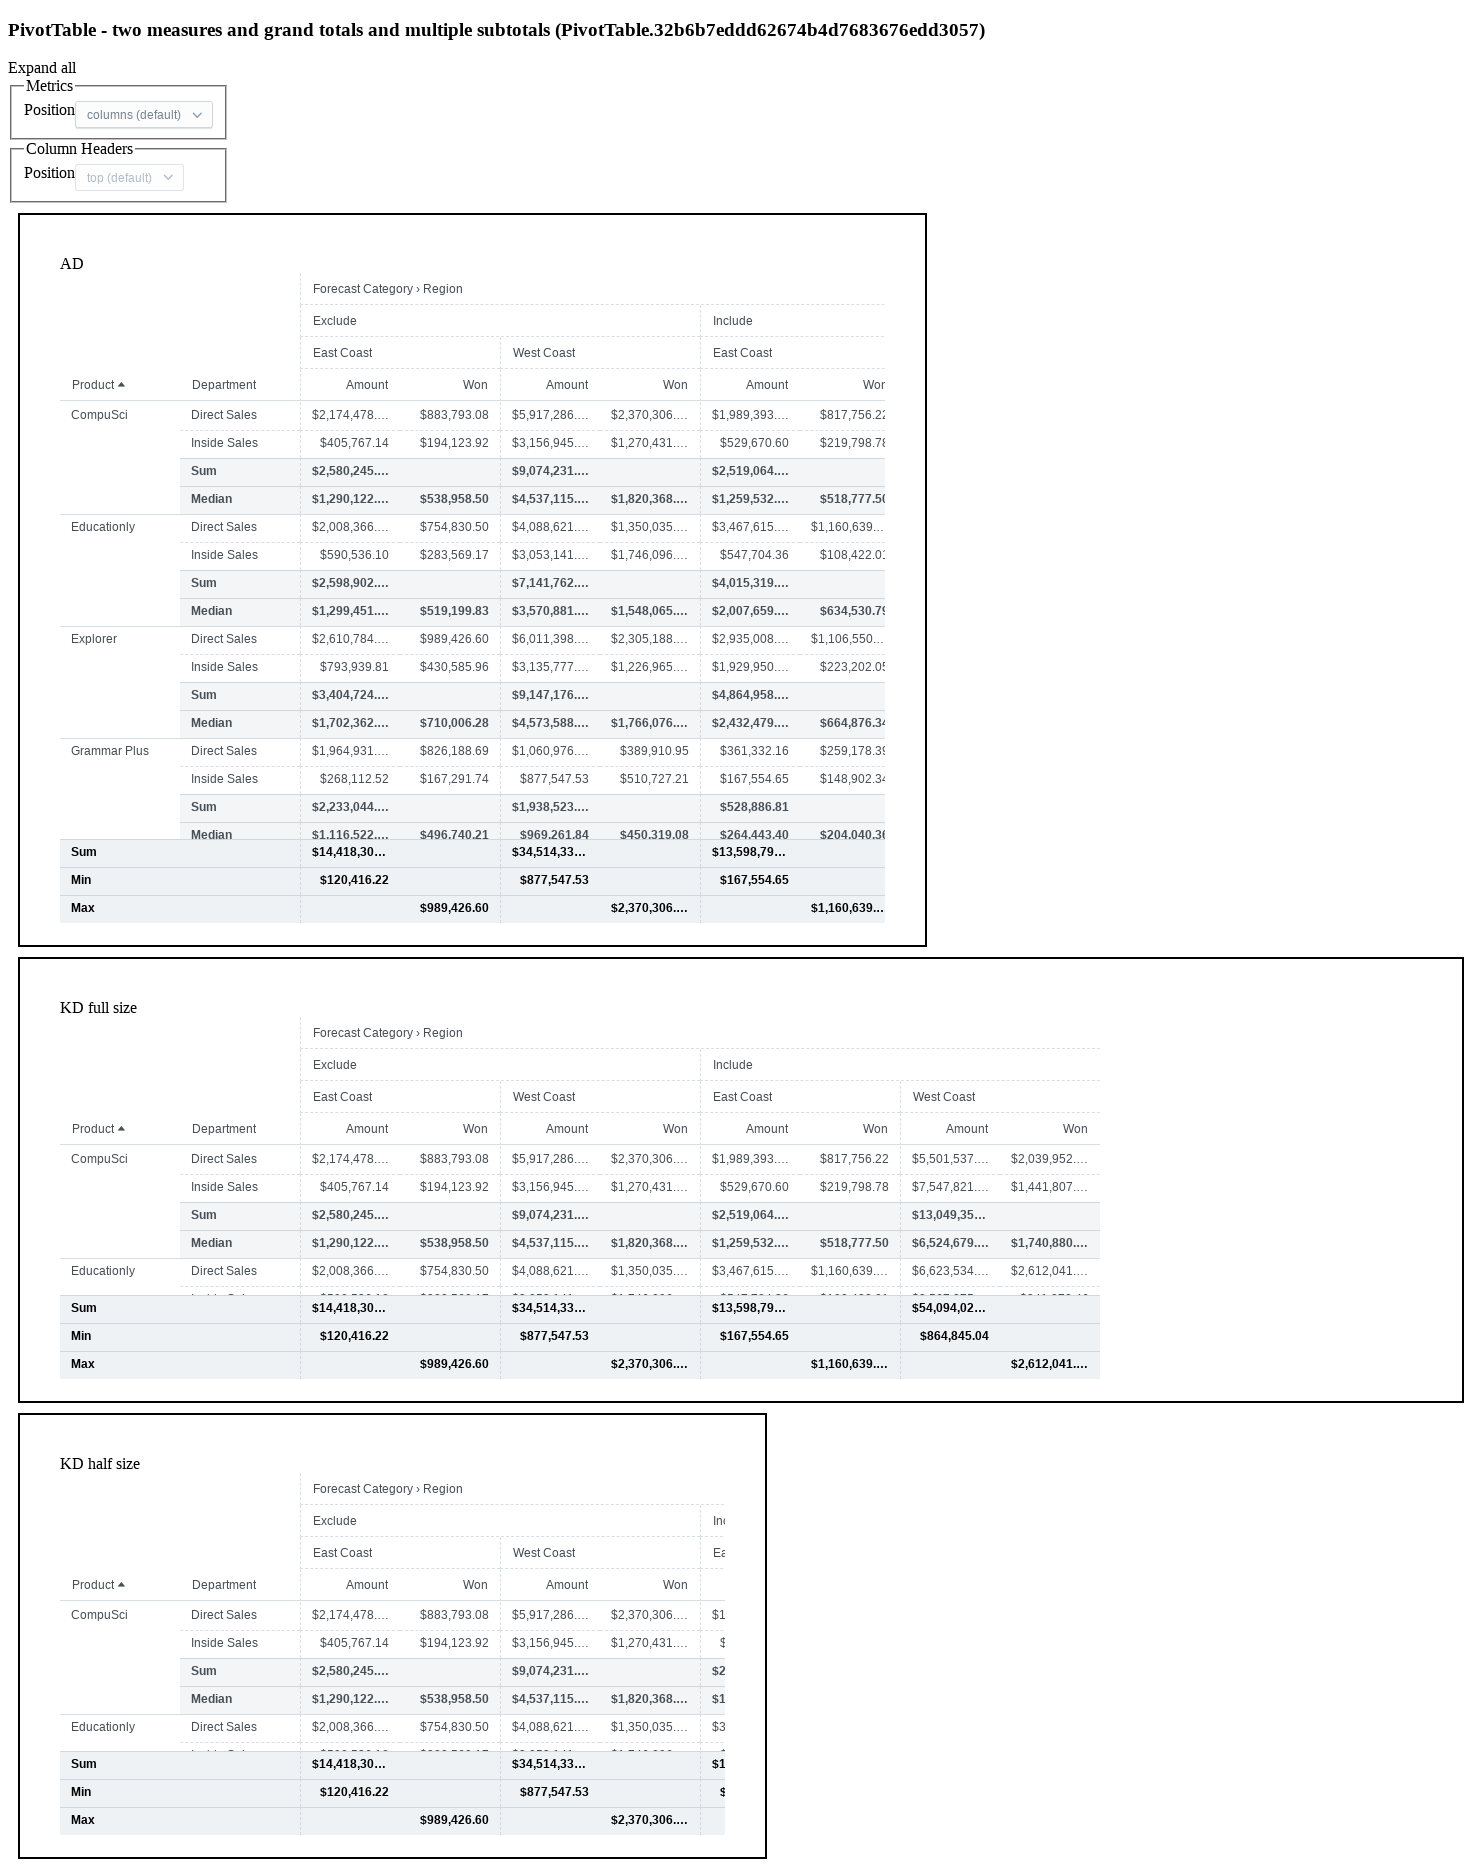 PivotTable - two measures and grand totals and multiple subtotals (PivotTable.32b6b7eddd62674b4d7683676edd3057)
Expand all
Metrics
Position columns (default)
Column Headers
Position top (default)
AD
Forecast Category › Region
Exclude Include
East Coast West Coast East Coast
Product Department Amount Won Amount Won Amount Won
CompuSci Direct Sales $2,174,478.… $883,793.08 $5,917,286.… $2,370,306.… $1,989,393.… $817,756.22
Inside Sales $405,767.14 $194,123.92 $3,156,945.… $1,270,431.… $529,670.60 $219,798.78
Sum $2,580,245.… $9,074,231.… $2,519,064.…
Median $1,290,122.… $538,958.50 $4,537,115.… $1,820,368.… $1,259,532.… $518,777.50
Educationly Direct Sales $2,008,366.… $754,830.50 $4,088,621.… $1,350,035.… $3,467,615.… $1,160,639.…
Inside Sales $590,536.10 $283,569.17 $3,053,141.… $1,746,096.… $547,704.36 $108,422.01
Sum $2,598,902.… $7,141,762.… $4,015,319.…
Median $1,299,451.… $519,199.83 $3,570,881.… $1,548,065.… $2,007,659.… $634,530.79
Explorer Direct Sales $2,610,784.… $989,426.60 $6,011,398.… $2,305,188.… $2,935,008.… $1,106,550.…
Inside Sales $793,939.81 $430,585.96 $3,135,777.… $1,226,965.… $1,929,950.… $223,202.05
Sum $3,404,724.… $9,147,176.… $4,864,958.…
Median $1,702,362.… $710,006.28 $4,573,588.… $1,766,076.… $2,432,479.… $664,876.34
Grammar Plus Direct Sales $1,964,931.… $826,188.69 $1,060,976.… $389,910.95 $361,332.16 $259,178.39
Inside Sales $268,112.52 $167,291.74 $877,547.53 $510,727.21 $167,554.65 $148,902.34
Sum $2,233,044.… $1,938,523.… $528,886.81
Median $1,116,522.… $496,740.21 $969,261.84 $450,319.08 $264,443.40 $204,040.36
Sum $14,418,30… $34,514,33… $13,598,79…
Min $120,416.22 $877,547.53 $167,554.65
Max $989,426.60 $2,370,306.… $1,160,639.…
KD full size
Forecast Category › Region
Exclude Include
East Coast West Coast East Coast West Coast
Product Department Amount Won Amount Won Amount Won Amount Won
CompuSci Direct Sales $2,174,478.… $883,793.08 $5,917,286.… $2,370,306.… $1,989,393.… $817,756.22 $5,501,537.… $2,039,952.…
Inside Sales $405,767.14 $194,123.92 $3,156,945.… $1,270,431.… $529,670.60 $219,798.78 $7,547,821.… $1,441,807.…
Sum $2,580,245.… $9,074,231.… $2,519,064.… $13,049,35…
Median $1,290,122.… $538,958.50 $4,537,115.… $1,820,368.… $1,259,532.… $518,777.50 $6,524,679.… $1,740,880.…
Educationly Direct Sales $2,008,366.… $754,830.50 $4,088,621.… $1,350,035.… $3,467,615.… $1,160,639.… $6,623,534.… $2,612,041.…
Sum $14,418,30… $34,514,33… $13,598,79… $54,094,02…
Min $120,416.22 $877,547.53 $167,554.65 $864,845.04
Max $989,426.60 $2,370,306.… $1,160,639.… $2,612,041.…
KD half size
Forecast Category › Region
Exclude
East Coast West Coast
Product Department Amount Won Amount Won
CompuSci Direct Sales $2,174,478.… $883,793.08 $5,917,286.… $2,370,306.… $1
Inside Sales $405,767.14 $194,123.92 $3,156,945.… $1,270,431.… $
Sum $2,580,245.… $9,074,231.… $2
Median $1,290,122.… $538,958.50 $4,537,115.… $1,820,368.… $1
Educationly Direct Sales $2,008,366.… $754,830.50 $4,088,621.… $1,350,035.… $3
Sum $14,418,30… $34,514,33… $1
Min $120,416.22 $877,547.53 $
Max $989,426.60 $2,370,306.…